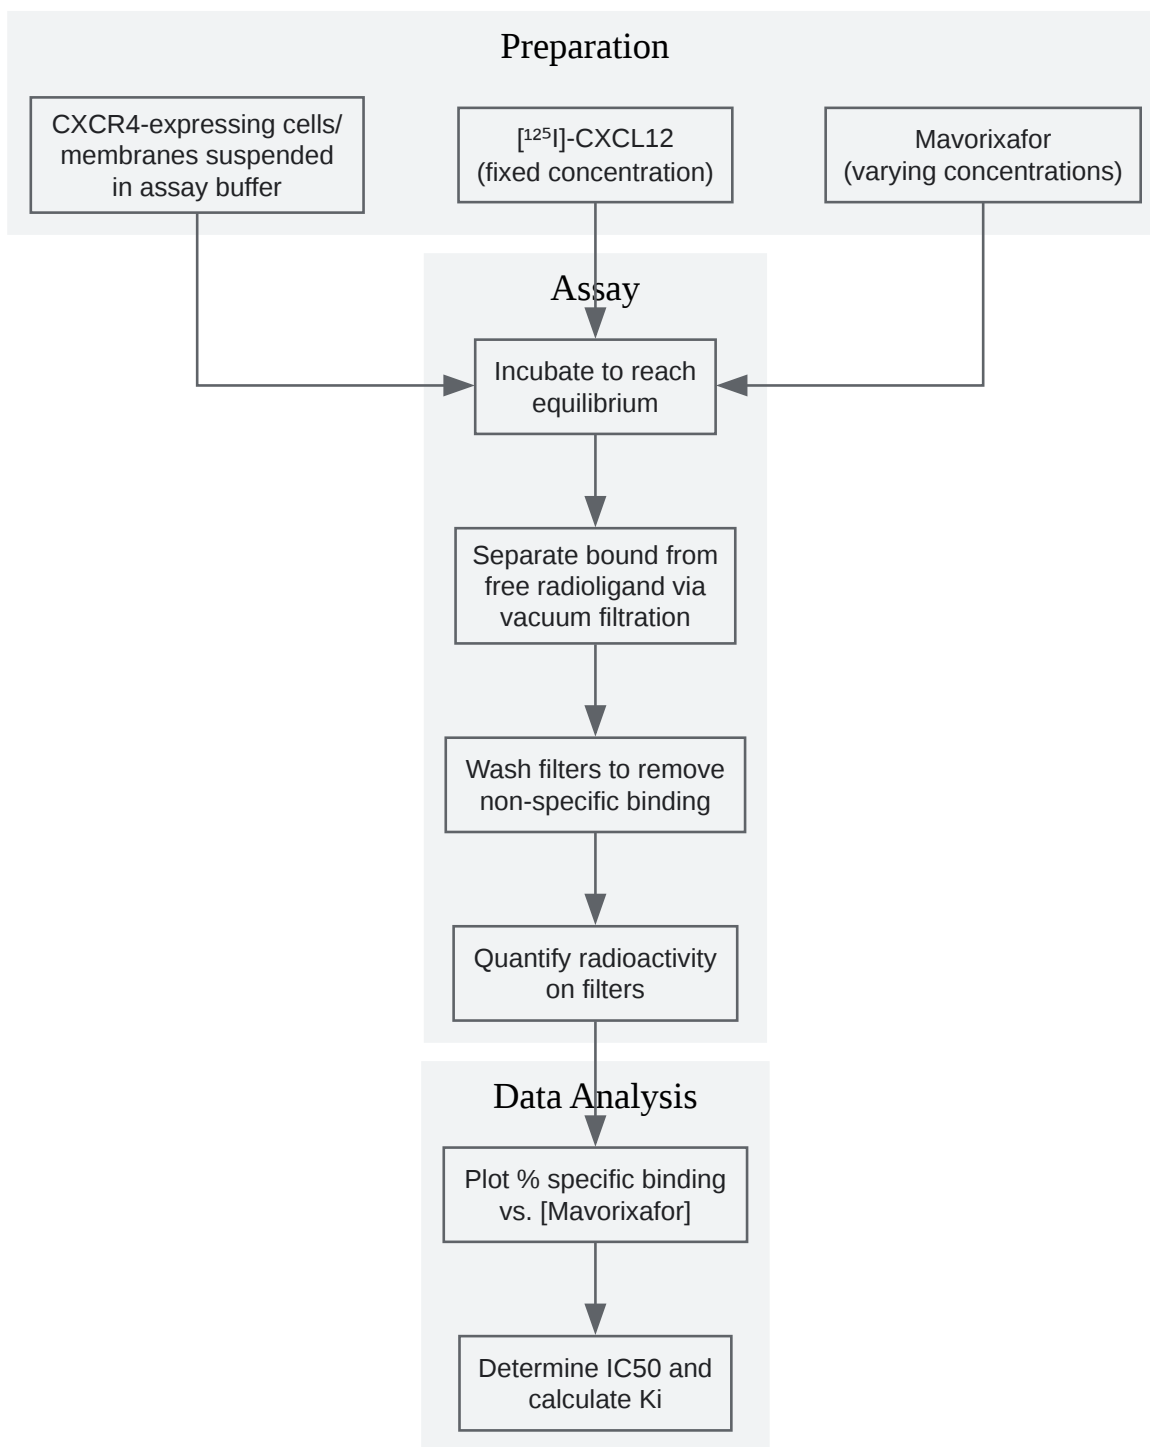 Preparation
CXCR4-expressing cells/
membranes suspended
in assay buffer
[¹²⁵I]-CXCL12
(fixed concentration)
Mavorixafor
(varying concentrations)
Assay
Incubate to reach
equilibrium
Separate bound from
free radioligand via
vacuum filtration
Wash filters to remove
non-specific binding
Quantify radioactivity
on filters
Data Analysis
Plot % specific binding
vs. [Mavorixafor]
Determine IC50 and
calculate Ki